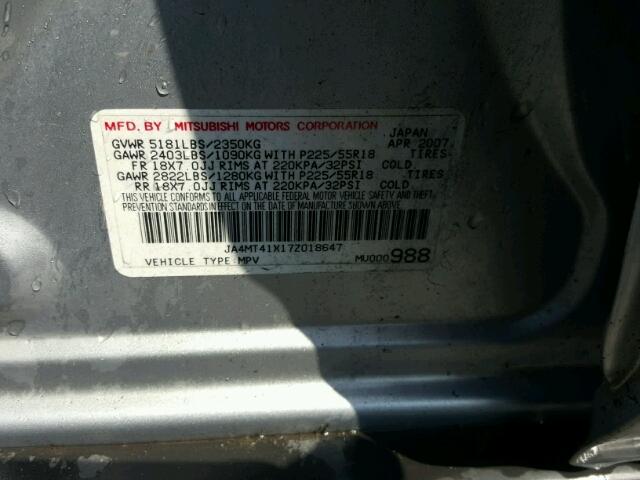 MFD. BY MITSUBISHI MOTORS CORPORATION
JAPAN
GVWR 5181LBS/2350KG APR 2007
GAWR 2403LBS/1090KG WITH P225/55R18 TIRES
FR 18X7.0JJ RIMS AT 220KPA/32PSI COLD
GAWR 2822LBS/1280KG WITH P225/55R18 TIRES
RR 18X7.0JJ RIMS AT 220KPA/32PSI COLD
THIS VEHICLE CONFORMS TO ALL APPLICABLE FEDERAL MOTOR VEHICLE SAFETY BUMPER AND THEFT
PREVENTION STANDARDS IN EFFECT ON THE DATE OF MANUFACTURE SHOWN ABOVE.
JA4MT41X17Z018647
VEHICLE TYPE:MPV MU000988